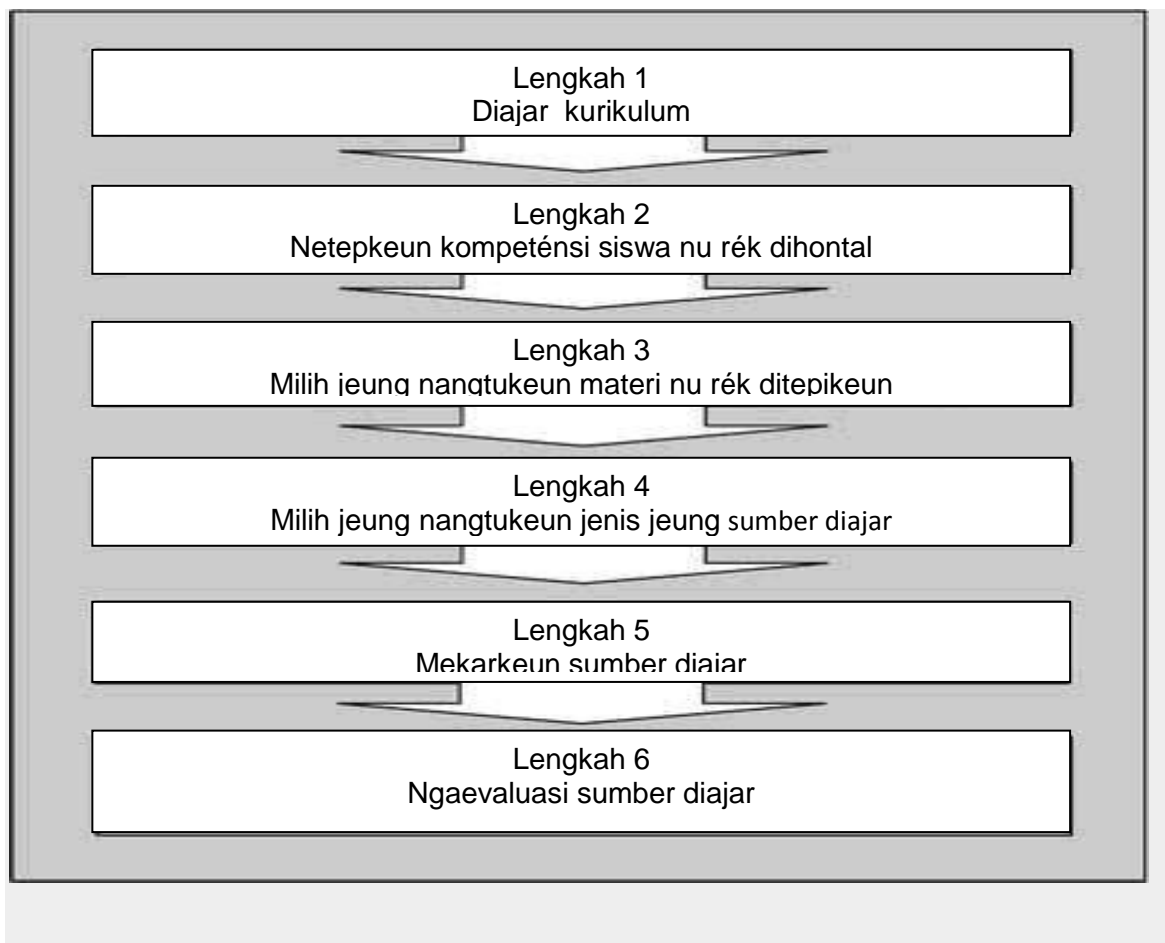 Lengkah 1
Diajar kurikulum
Lengkah 2
Netepkeun kompeténsi siswa nu rék dihontal
Lengkah 3
Milih jeung nangtukeun materi nu rék ditepikeun
Lengkah 4
Milih jeung nangtukeun jenis jeung sumber diajar
Lengkah 5
Mekarkeun sumber diajar
Lengkah 6
Ngaevaluasi sumber diajar